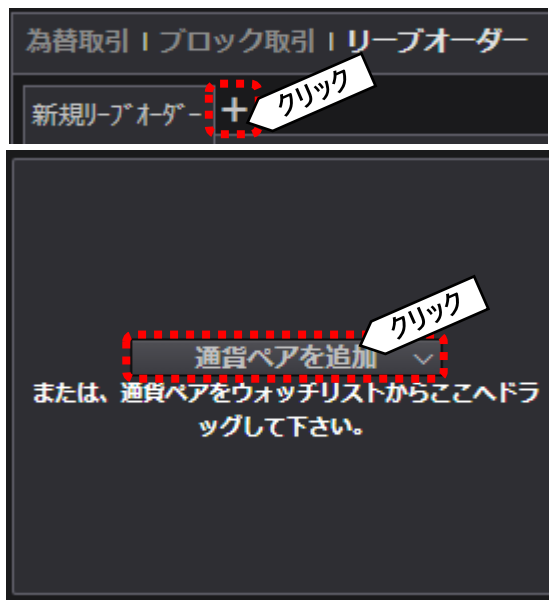 為替取引 | ブロック取引 | リーブオーダー
クリック
新規リーブオーダー +
クリック
通貨ペアを追加
または、通貨ペアをウォッチリストからここへドラ
ッグして下さい。